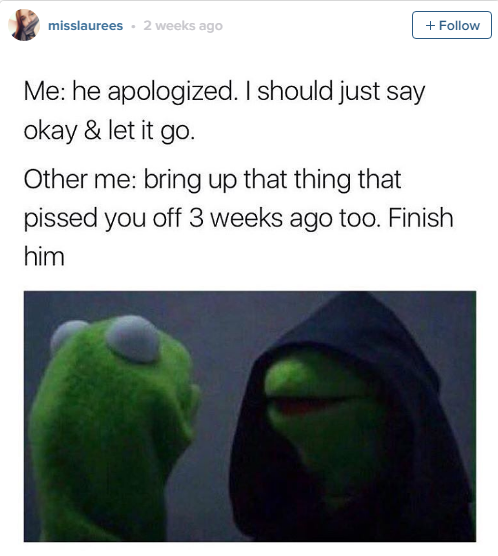 misslaurees • 2 weeks ago + Follow
Me: he apologized. I should just say
okay & let it go.
Other me: bring up that thing that
pissed you off 3 weeks ago too. Finish
him